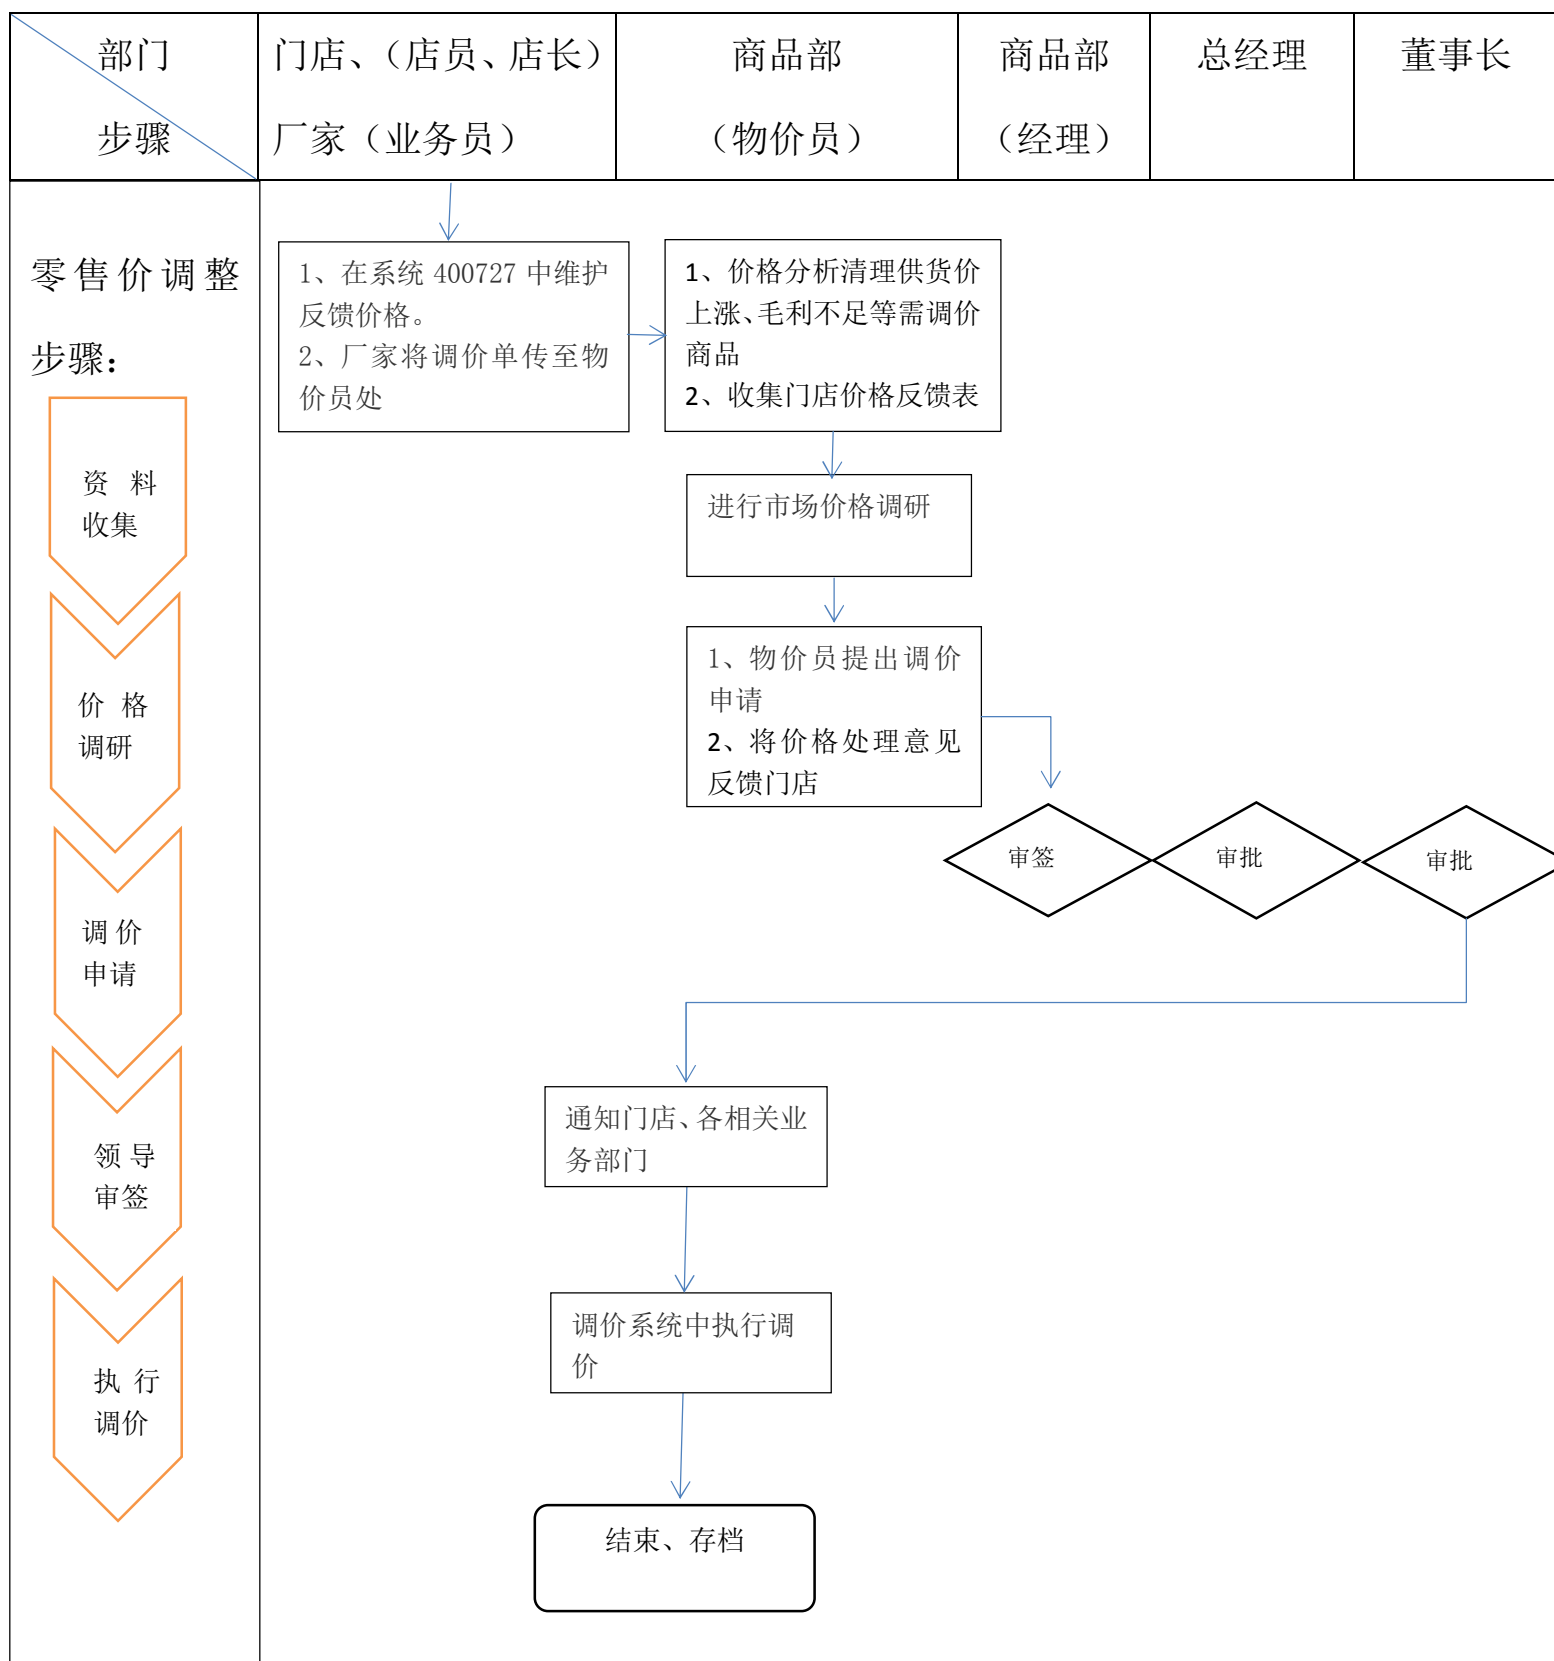 部门
步骤
门店、（店员、店长）
厂家（业务员）
商品部
（物价员）
商品部
（经理）
总经理
董事长
零售价调整
步骤：
资料
收集
价格
调研
调价
申请
领导
审签
执行
调价
1、在系统 400727 中维护
反馈价格。
2、厂家将调价单传至物
价员处
1、价格分析清理供货价
上涨、毛利不足等需调价
商品
2、收集门店价格反馈表
进行市场价格调研
1、物价员提出调价
申请
2、将价格处理意见
反馈门店
审签
审批
审批
通知门店、各相关业
务部门
调价系统中执行调
价
结束、存档